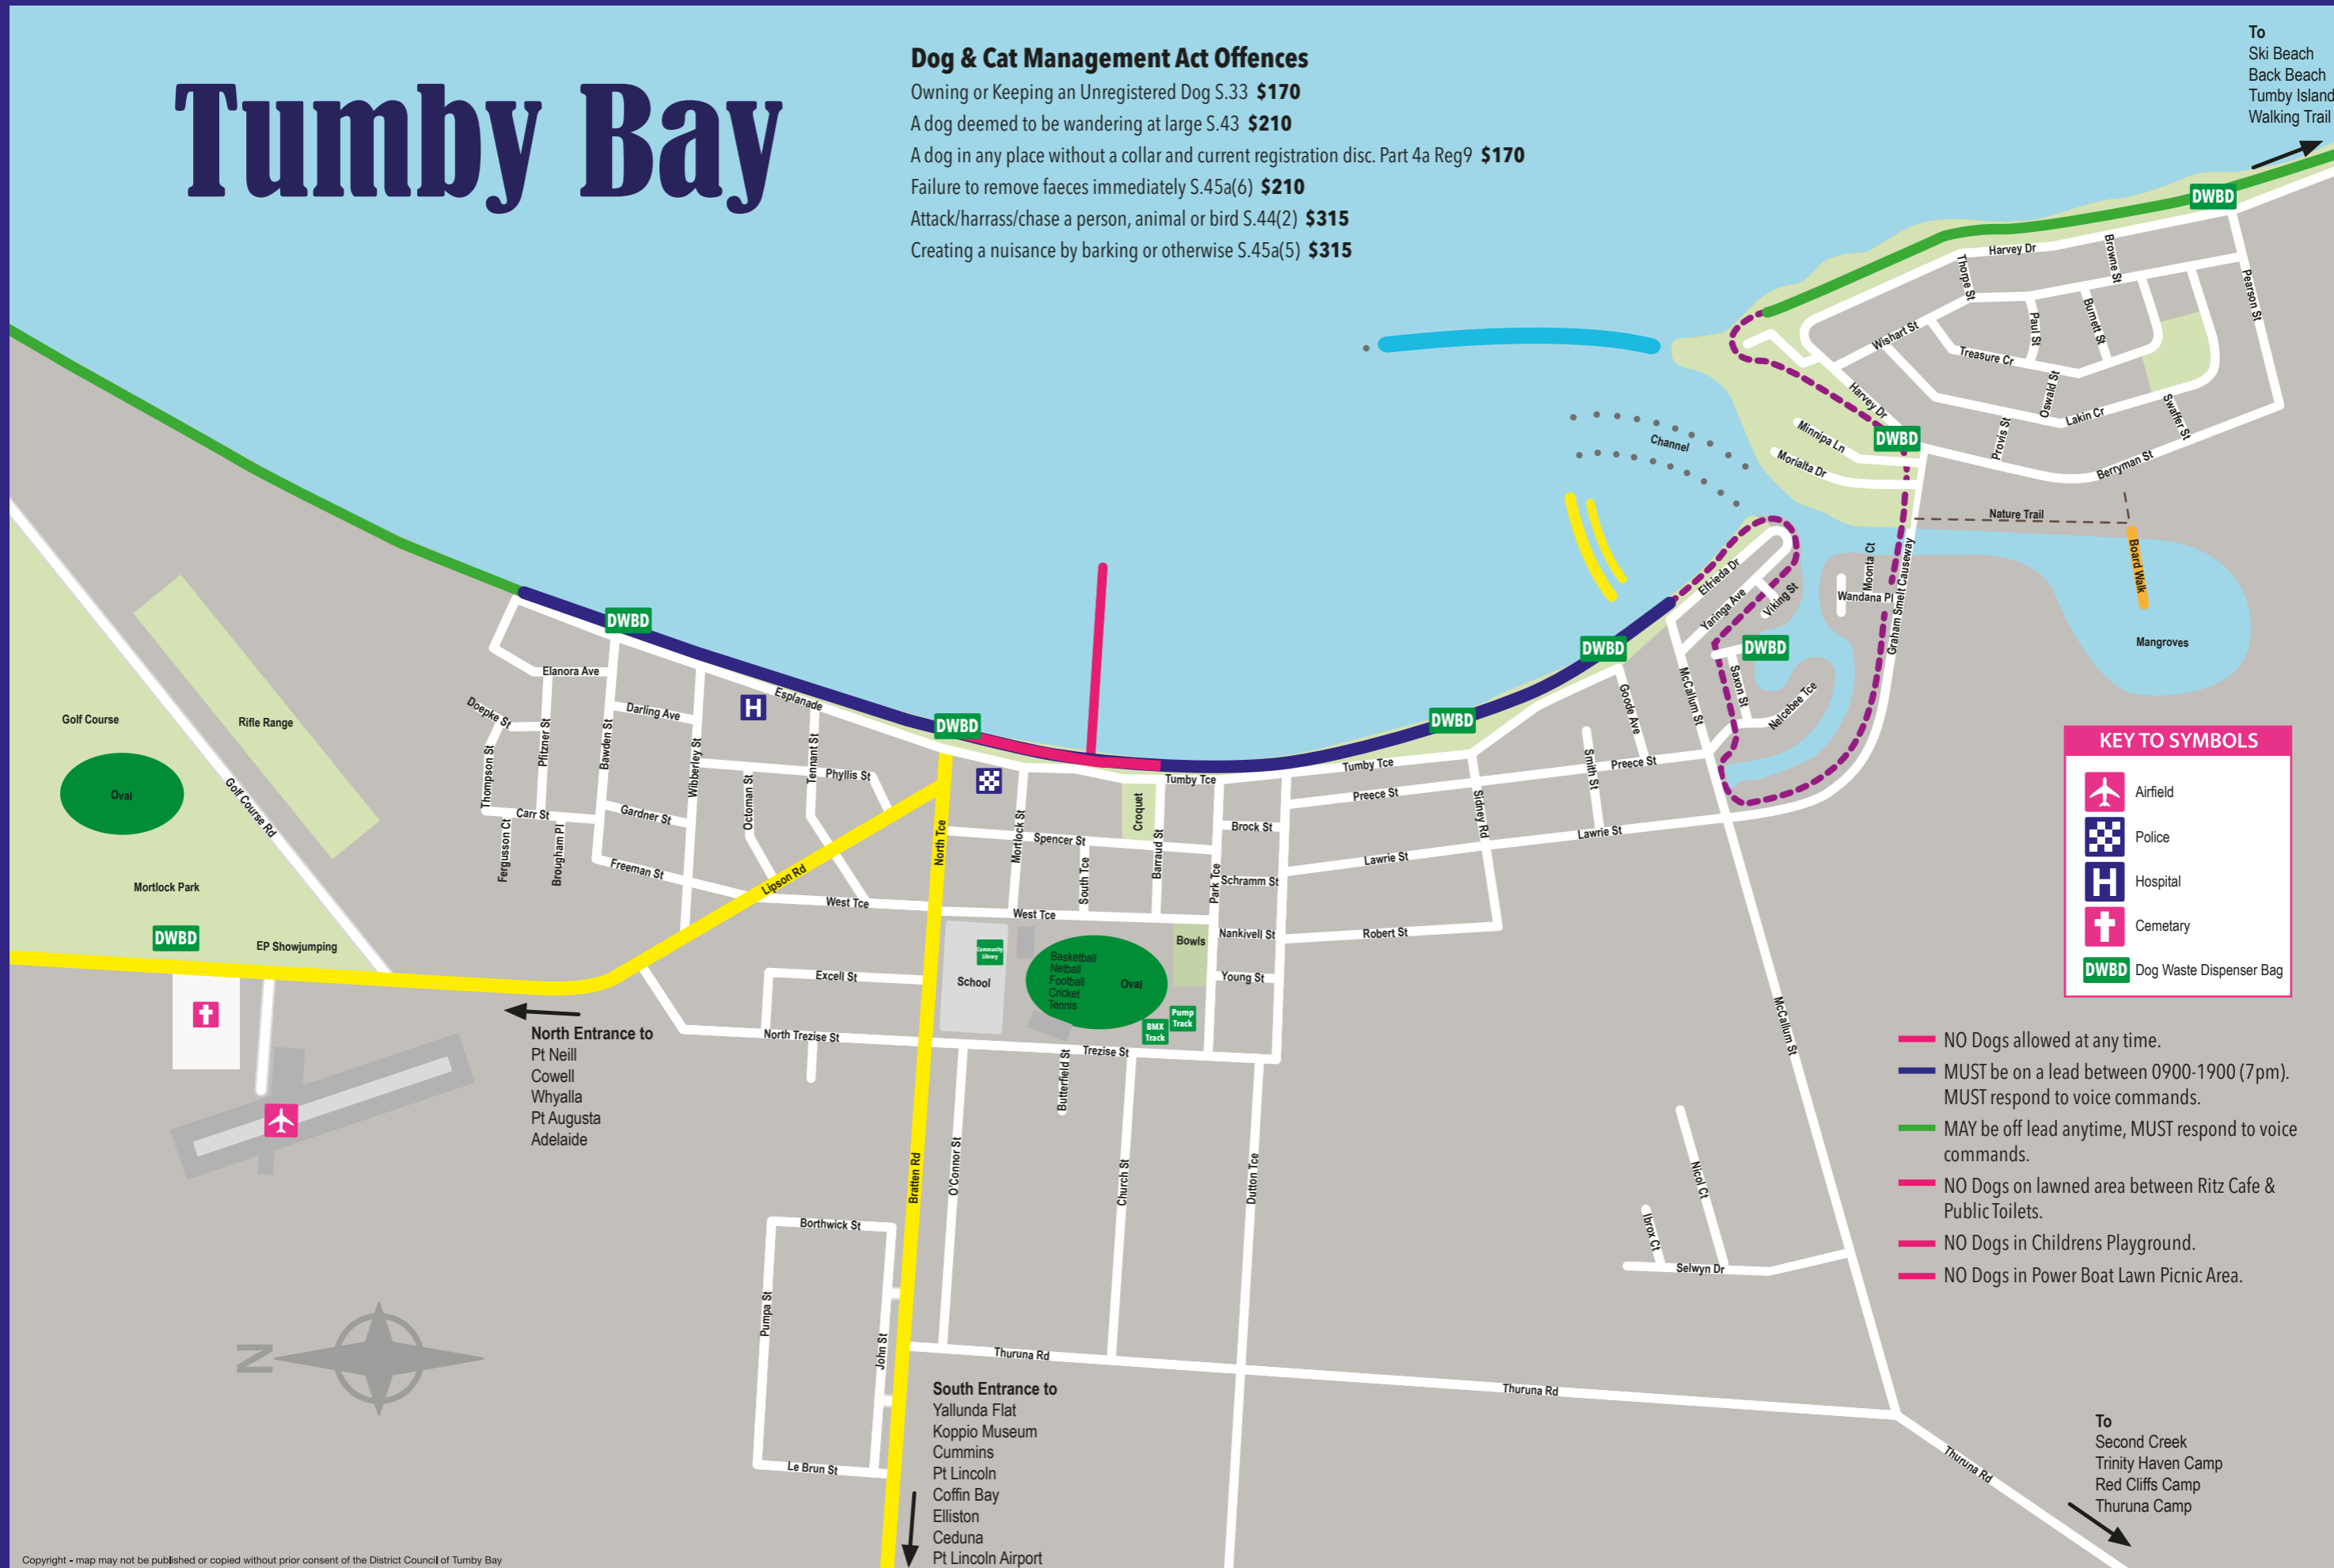 Tumby Bay
Dog & Cat Management Act Offences
Owning or Keeping an Unregistered Dog S.33 $170
A dog deemed to be wandering at large S.43 $210
A dog in any place without a collar and current registration disc. Part 4a Reg9 $170
Failure to remove faeces immediately S.45a(6) $210
Attack/harrass/chase a person, animal or bird S.44(2) $315
Creating a nuisance by barking or otherwise S.45a(5) $315
To
Ski Beach
Back Beach
Tumby Island
Walking Trail
DWBD
Harvey Dr
Browne St
Thorpe St
Pearson St
Paul St
Burnett St
Wishart St
Treasure Cr
Harvey Dr
Oswald St
Lakin Cr
Swaffer St
Provis St
Berryman St
DWBD
Minnipa Ln
Morialta Dr
Channel
Nature Trail
Board Walk
Mangroves
Moonta Ct
Wandana Pl
Graham Smelt Causeway
Elfrieda Dr
Yaringa Ave
Viking St
DWBD
DWBD
Saxon St
Nelcebee Tce
McCallum St
Goode Ave
DWBD
Esplanade
H
Elanora Ave
Doepke St
Darling Ave
Pfitzner St
Bawden St
Wibberley St
Thompson St
Tennant St
Phyllis St
Octoman St
Carr St
Gardner St
Fergusson Ct
Brougham Pl
Freeman St
Golf Course
Rifle Range
Oval
Golf Course Rd
Mortlock Park
DWBD
EP Showjumping
DWBD
DWBD
Tumby Tce
Tumby Tce
Preece St
Preece St
Smith St
Sidney Rd
Lawrie St
Lawrie St
Croquet
Brock St
Mortlock St
Spencer St
Barraud St
South Tce
Park Tce
Schramm St
North Tce
Lipson Rd
West Tce
West Tce
Nankivell St
Robert St
Bowls
Young St
Community
Library
School
Basketball
Netball
Football
Cricket
Tennis
Oval
Pump
Track
BMX
Track
Excell St
North Trezise St
Trezise St
Butterfield St
North Entrance to
Pt Neill
Cowell
Whyalla
Pt Augusta
Adelaide
Bratten Rd
O'Connor St
Church St
Dutton Tce
McCallum St
Nicol Ct
Ibrox Ct
Selwyn Dr
Borthwick St
Pumpa St
John St
Le Brun St
Thuruna Rd
Thuruna Rd
Thuruna Rd
N
South Entrance to
Yallunda Flat
Koppio Museum
Cummins
Pt Lincoln
Coffin Bay
Elliston
Ceduna
Pt Lincoln Airport
To
Second Creek
Trinity Haven Camp
Red Cliffs Camp
Thuruna Camp
KEY TO SYMBOLS
Airfield
Police
H Hospital
Cemetary
DWBD Dog Waste Dispenser Bag
NO Dogs allowed at any time.
MUST be on a lead between 0900-1900 (7pm).
MUST respond to voice commands.
MAY be off lead anytime, MUST respond to voice
commands.
NO Dogs on lawned area between Ritz Cafe &
Public Toilets.
NO Dogs in Childrens Playground.
NO Dogs in Power Boat Lawn Picnic Area.
Copyright - map may not be published or copied without prior consent of the District Council of Tumby Bay